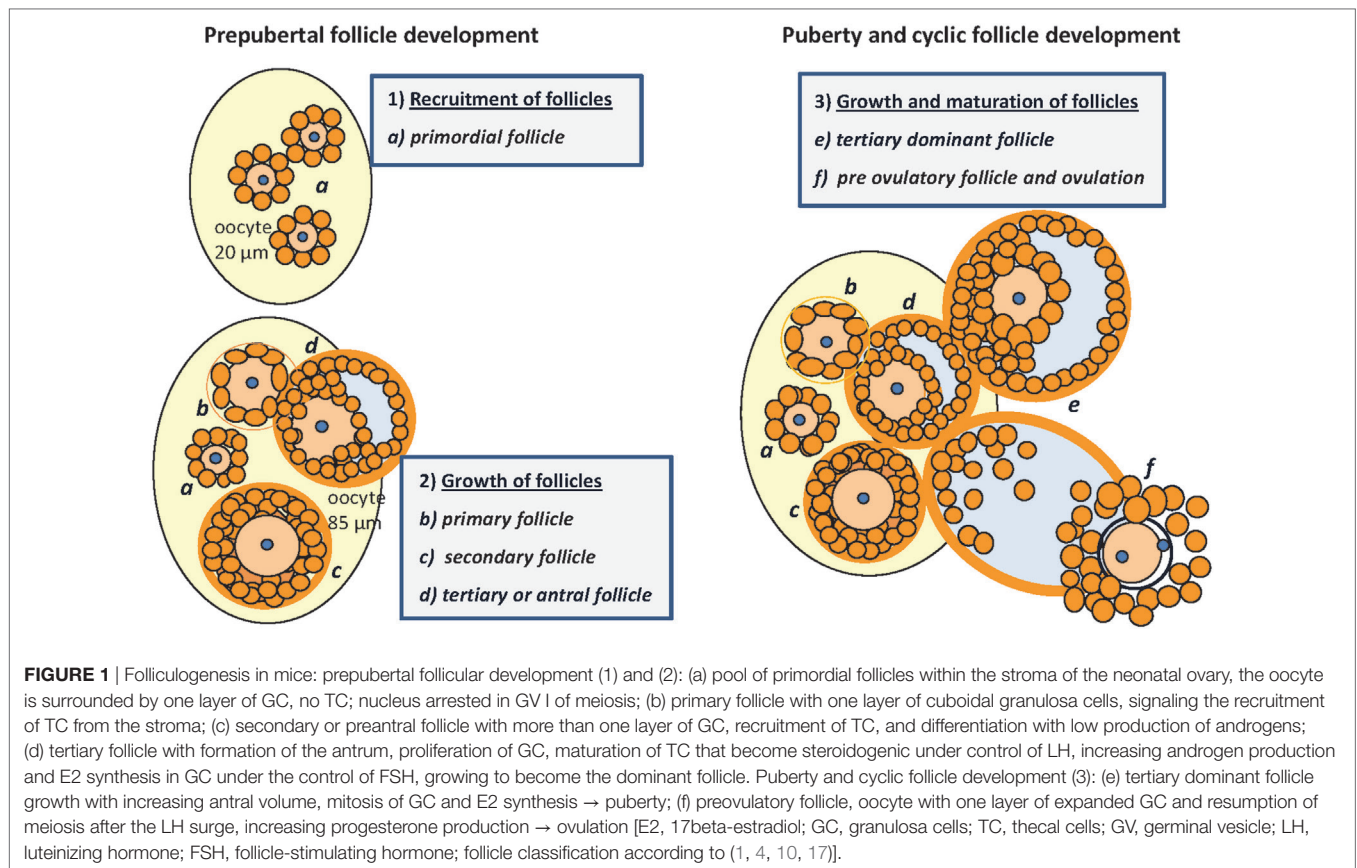 Prepubertal follicle development
1) Recruitment of follicles
a) primordial follicle
a
oocyte
20 µm
b
d
a
oocyte
85 µm
c
2) Growth of follicles
b) primary follicle
c) secondary follicle
d) tertiary or antral follicle
Puberty and cyclic follicle development
3) Growth and maturation of follicles
e) tertiary dominant follicle
f) pre ovulatory follicle and ovulation
b
d
e
a
c
f
FIGURE 1 | Folliculogenesis in mice: prepubertal follicular development (1) and (2): (a) pool of primordial follicles within the stroma of the neonatal ovary, the oocyte
is surrounded by one layer of GC, no TC; nucleus arrested in GV I of meiosis; (b) primary follicle with one layer of cuboidal granulosa cells, signaling the recruitment
of TC from the stroma; (c) secondary or preantral follicle with more than one layer of GC, recruitment of TC, and differentiation with low production of androgens;
(d) tertiary follicle with formation of the antrum, proliferation of GC, maturation of TC that become steroidogenic under control of LH, increasing androgen production
and E2 synthesis in GC under the control of FSH, growing to become the dominant follicle. Puberty and cyclic follicle development (3): (e) tertiary dominant follicle
growth with increasing antral volume, mitosis of GC and E2 synthesis → puberty; (f) preovulatory follicle, oocyte with one layer of expanded GC and resumption of
meiosis after the LH surge, increasing progesterone production → ovulation [E2, 17beta-estradiol; GC, granulosa cells; TC, thecal cells; GV, germinal vesicle; LH,
luteinizing hormone; FSH, follicle-stimulating hormone; follicle classification according to (1, 4, 10, 17)].